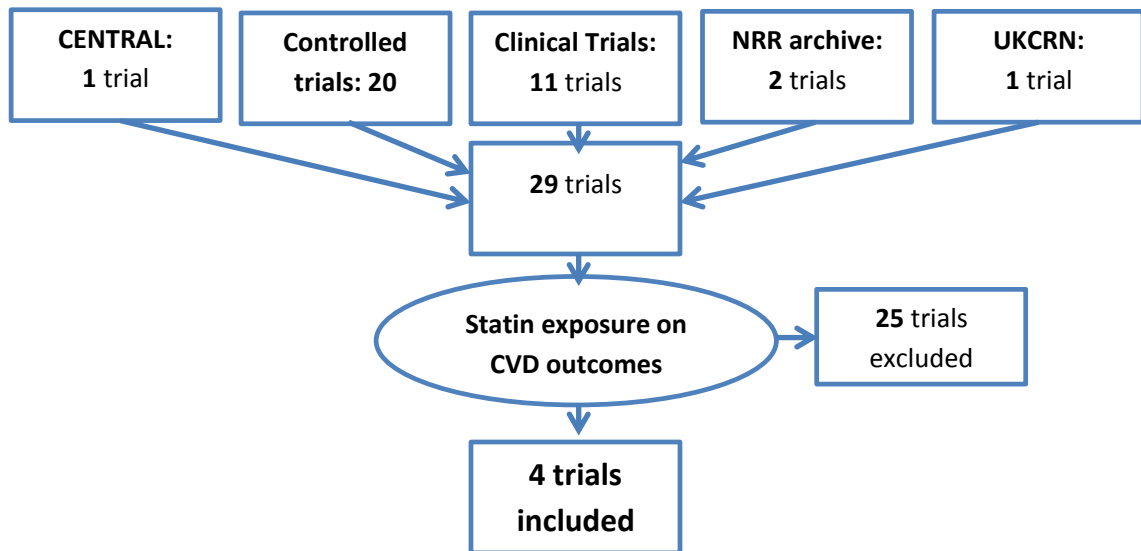 CENTRAL:
1 trial
Controlled
trials: 20
Clinical Trials:
11 trials
NRR archive:
2 trials
UKCRN:
1 trial
29 trials
Statin exposure on
CVD outcomes
25 trials
excluded
4 trials
included